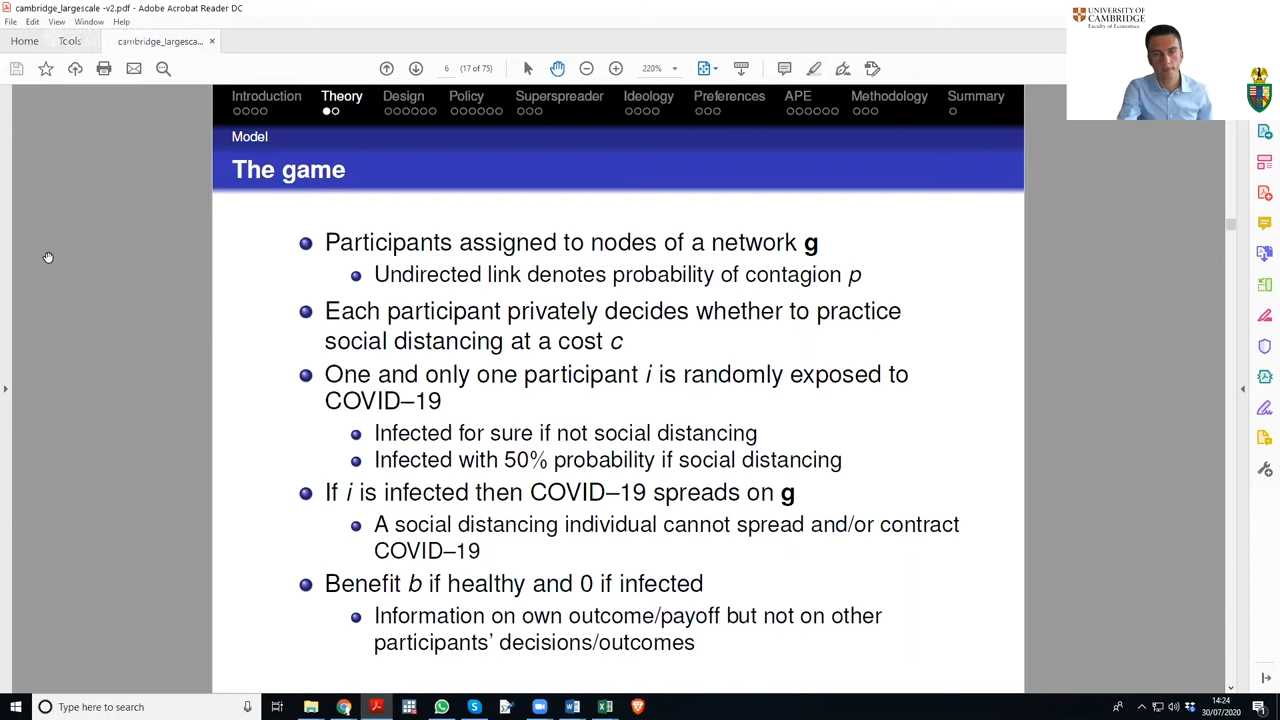 cambridge_largescale -v2.pdf - Adobe Acrobat Reader DC
File Edit View Window Help
Home Tools cambridge_largesca... ×
6 (6 of 75) 220%
UNIVERSITY OF
CAMBRIDGE
Faculty of Economics
Introduction Theory Design Policy Superspreader Ideology Preferences APE Methodology Summary
Model
The game
Participants assigned to nodes of a network g
Undirected link denotes probability of contagion p
Each participant privately decides whether to practice
social distancing at a cost c
One and only one participant i is randomly exposed to
COVID–19
Infected for sure if not social distancing
Infected with 50% probability if social distancing
If i is infected then COVID–19 spreads on g
A social distancing individual cannot spread and/or contract
COVID–19
Benefit b if healthy and 0 if infected
Information on own outcome/payoff but not on other
participants' decisions/outcomes
Type here to search
14:24
30/07/2020